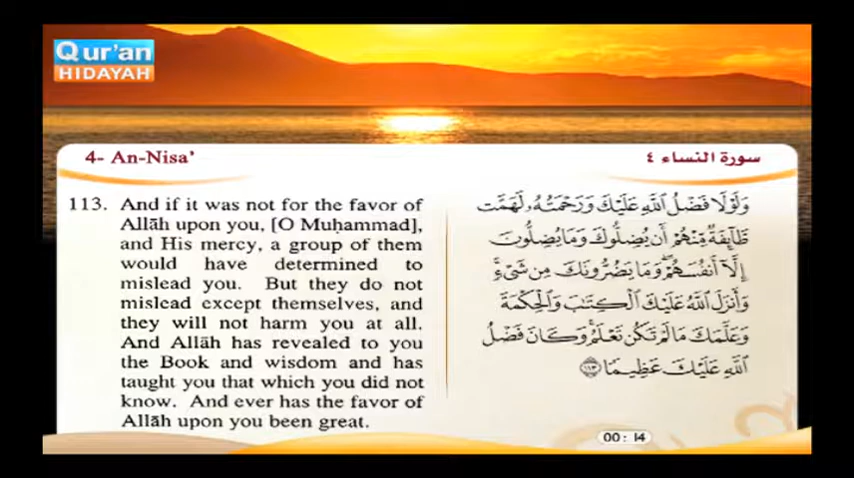 Qur'an
HIDAYAH
4- An-Nisa'
سورة النساء ٤
113. And if it was not for the favor of
Allāh upon you, [O Muḥammad],
and His mercy, a group of them
would have determined to
mislead you. But they do not
mislead except themselves, and
they will not harm you at all.
And Allāh has revealed to you
the Book and wisdom and has
taught you that which you did not
know. And ever has the favor of
Allāh upon you been great.
وَلَوْلَا فَضْلُ ٱللَّهِ عَلَيْكَ وَرَحْمَتُهُۥ لَهَمَّت
طَّآئِفَةٌ مِّنْهُمْ أَن يُضِلُّوكَ وَمَا يُضِلُّونَ
إِلَّآ أَنفُسَهُمْ ۖ وَمَا يَضُرُّونَكَ مِن شَىْءٍ ۚ
وَأَنزَلَ ٱللَّهُ عَلَيْكَ ٱلْكِتَـٰبَ وَٱلْحِكْمَةَ
وَعَلَّمَكَ مَا لَمْ تَكُن تَعْلَمُ ۚ وَكَانَ فَضْلُ
ٱللَّهِ عَلَيْكَ عَظِيمًا ١١٣
00 : 14